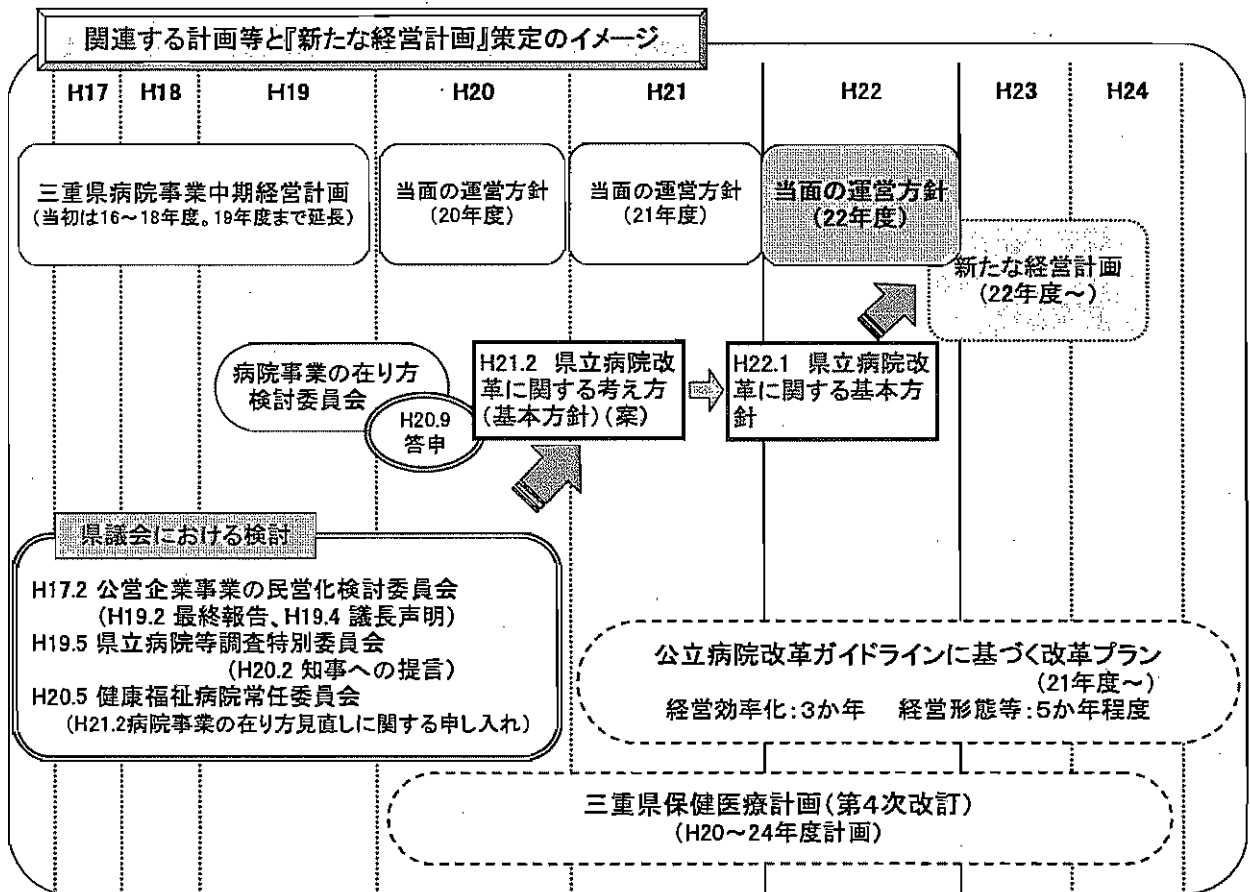 関連する計画等と『新たな経営計画』策定のイメージ
H17 H18 H19 H20 H21 H22 H23 H24
三重県病院事業中期経営計画
(当初は16～18年度。19年度まで延長)
当面の運営方針
(20年度)
当面の運営方針
(21年度)
当面の運営方針
(22年度)
新たな経営計画
(22年度～)
病院事業の在り方
検討委員会
H20.9
答申
H21.2 県立病院改
革に関する考え方
(基本方針)(案)
H22.1 県立病院改
革に関する基本方
針
県議会における検討
H17.2 公営企業事業の民営化検討委員会
(H19.2 最終報告、H19.4 議長声明)
H19.5 県立病院等調査特別委員会
(H20.2 知事への提言)
H20.5 健康福祉病院常任委員会
(H21.2病院事業の在り方見直しに関する申し入れ)
公立病院改革ガイドラインに基づく改革プラン
(21年度～)
経営効率化:3か年 経営形態等:5か年程度
三重県保健医療計画(第4次改訂)
(H20～24年度計画)